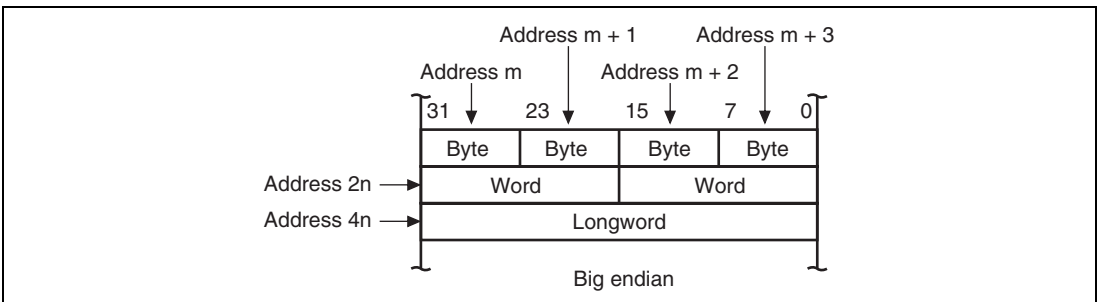 Address m + 1 Address m + 3
Address m Address m + 2
31 23 15 7 0
Byte Byte Byte Byte
Address 2n Word Word
Address 4n Longword
Big endian